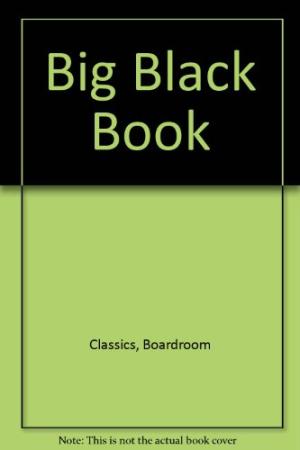 Big Black
Book
Classics, Boardroom
Note: This is not the actual book cover